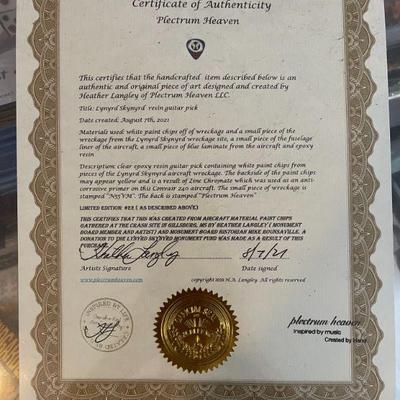 Certificate of Authenticity
Plectrum Heaven
This certifies that the handcrafted item described below is an
authentic and original piece of art designed and created by
Heather Langley of Plectrum Heaven LLC.
Title: Lynyrd Skynyrd resin guitar pick
Date created: August 7th, 2021
Materials used: white paint chips off of wreckage and a small piece of the
wreckage from the Lynyrd Skynyrd wreckage site, a small piece of the fuselage
liner of the aircraft, a small piece of blue laminate from the aircraft and
epoxy resin
Description: clear epoxy resin guitar pick containing white paint chips from
pieces of the Lynyrd Skynyrd aircraft wreckage. The backside of the paint chips
may appear yellow and is a result of Zinc Chromate which was used as an anti-
corrosive primer on this Convair 240 aircraft. The small piece of wreckage is
stamped "N55VM". The back is stamped "Plectrum Heaven"
LIMITED EDITION: #22 ( AS DESCRIBED ABOVE)
THIS CERTIFIES THAT THIS WAS CREATED FROM AIRCRAFT MATERIAL PAINT CHIPS
GATHERED AT THE CRASH SITE IN GILLSBURG, MS BY HEATHER LANGLEY ( MONUMENT
BOARD MEMBER AND ARTIST) AND MONUMENT BOARD HISTORIAN MIKE ROUNSAVILLE. A
DONATION TO THE LYNYRD SKYNYRD MONUMENT FUND WAS MADE AS A RESULT OF THIS
PURCHASE.
Heather Langley 8/7/21
Artists Signature Date signed
www.plectrumheaven.com copyright 2021 H.A. Langley. All rights reserved
INSPIRED BY LIFE
CREATED BY
plectrum heaven
Inspired by music
Created by Hand